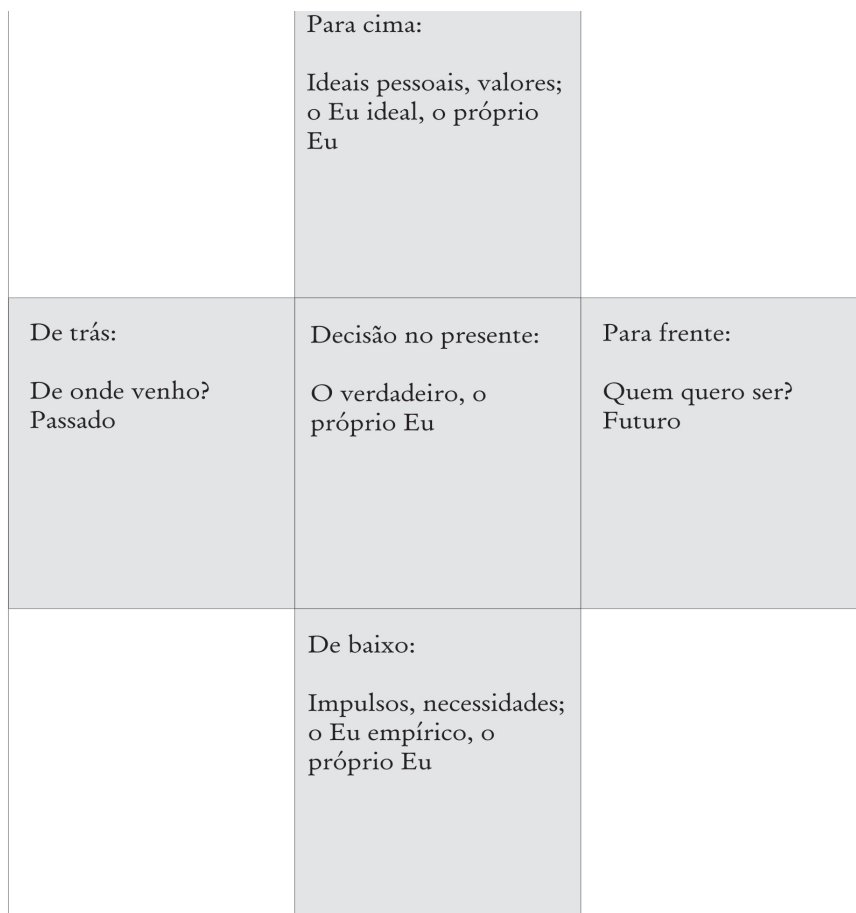 Para cima:
Ideais pessoais, valores;
o Eu ideal, o próprio
Eu
De trás:
De onde venho?
Passado
Decisão no presente:
O verdadeiro, o
próprio Eu
Para frente:
Quem quero ser?
Futuro
De baixo:
Impulsos, necessidades;
o Eu empírico, o
próprio Eu